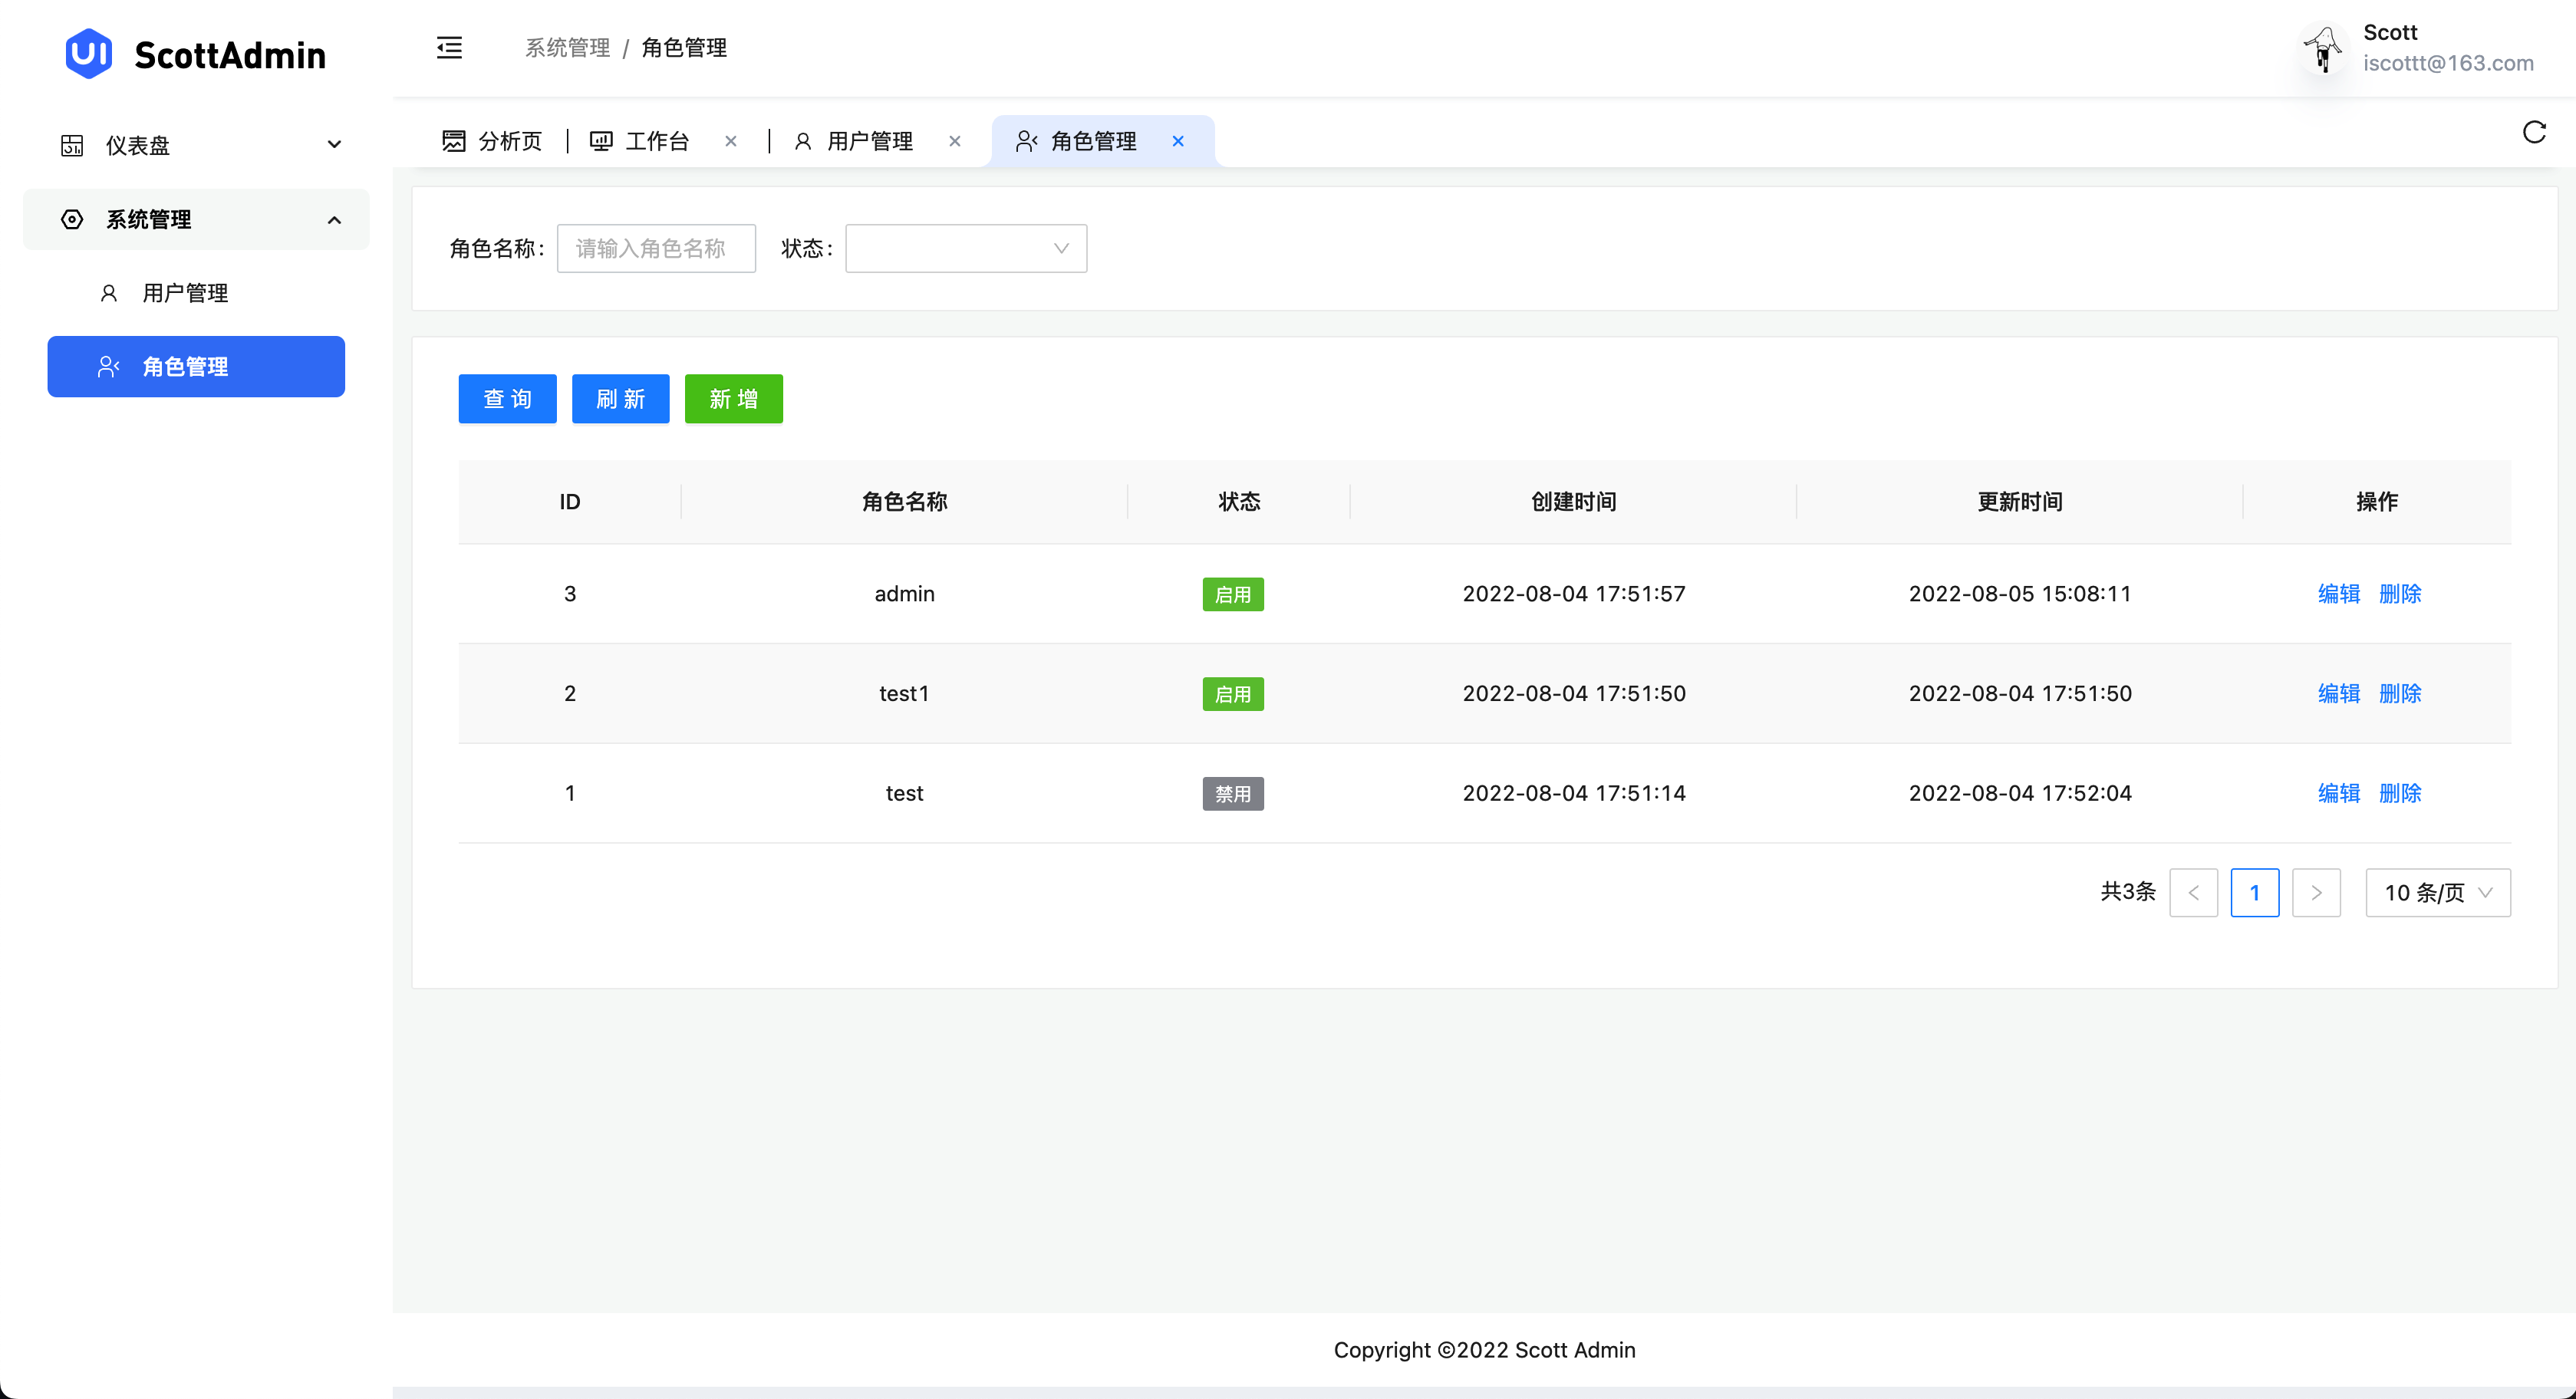 UI ScottAdmin
系统管理 / 角色管理
Scott
iscottt@163.com
仪表盘
系统管理
用户管理
角色管理
分析页 工作台 用户管理 角色管理
角色名称: 请输入角色名称 状态:
查询 刷新 新增
ID 角色名称 状态 创建时间 更新时间 操作
3 admin 启用 2022-08-04 17:51:57 2022-08-05 15:08:11 编辑 删除
2 test1 启用 2022-08-04 17:51:50 2022-08-04 17:51:50 编辑 删除
1 test 禁用 2022-08-04 17:51:14 2022-08-04 17:52:04 编辑 删除
共3条 < 1 > 10 条/页
Copyright ©2022 Scott Admin